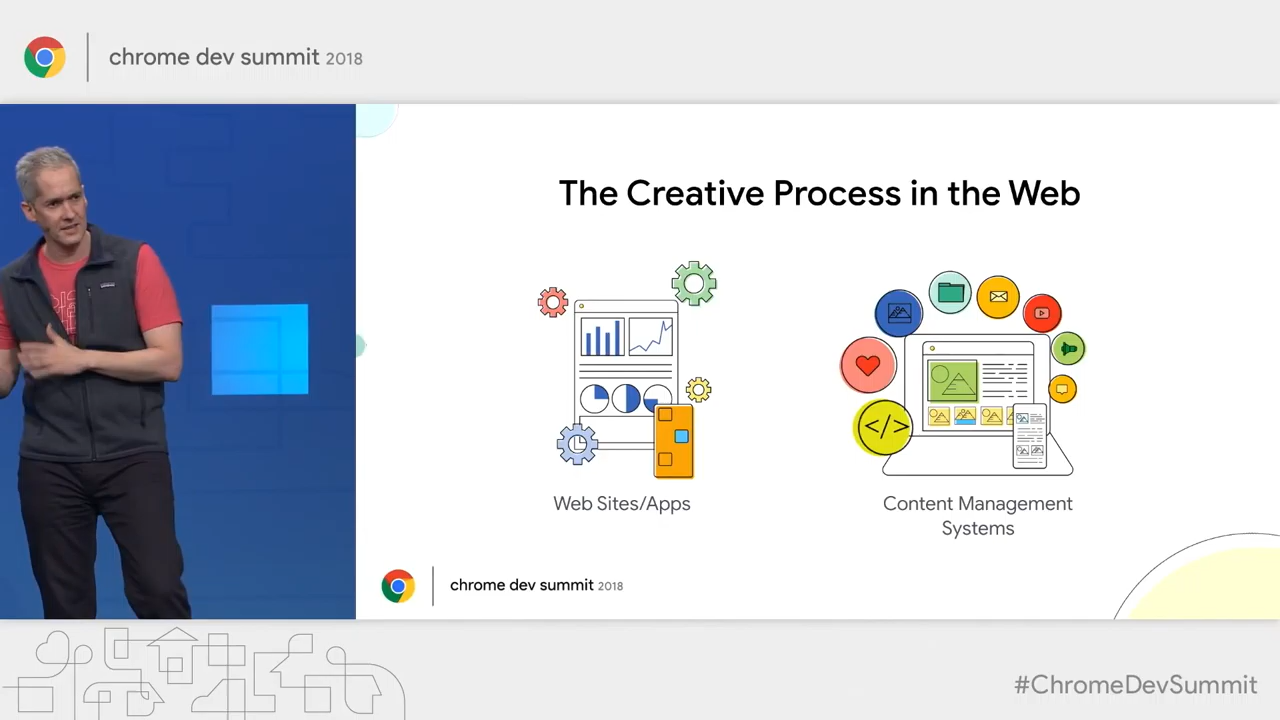 chrome dev summit 2018
The Creative Process in the Web
</>
Web Sites/Apps
Content Management
Systems
chrome dev summit 2018
#ChromeDevSummit